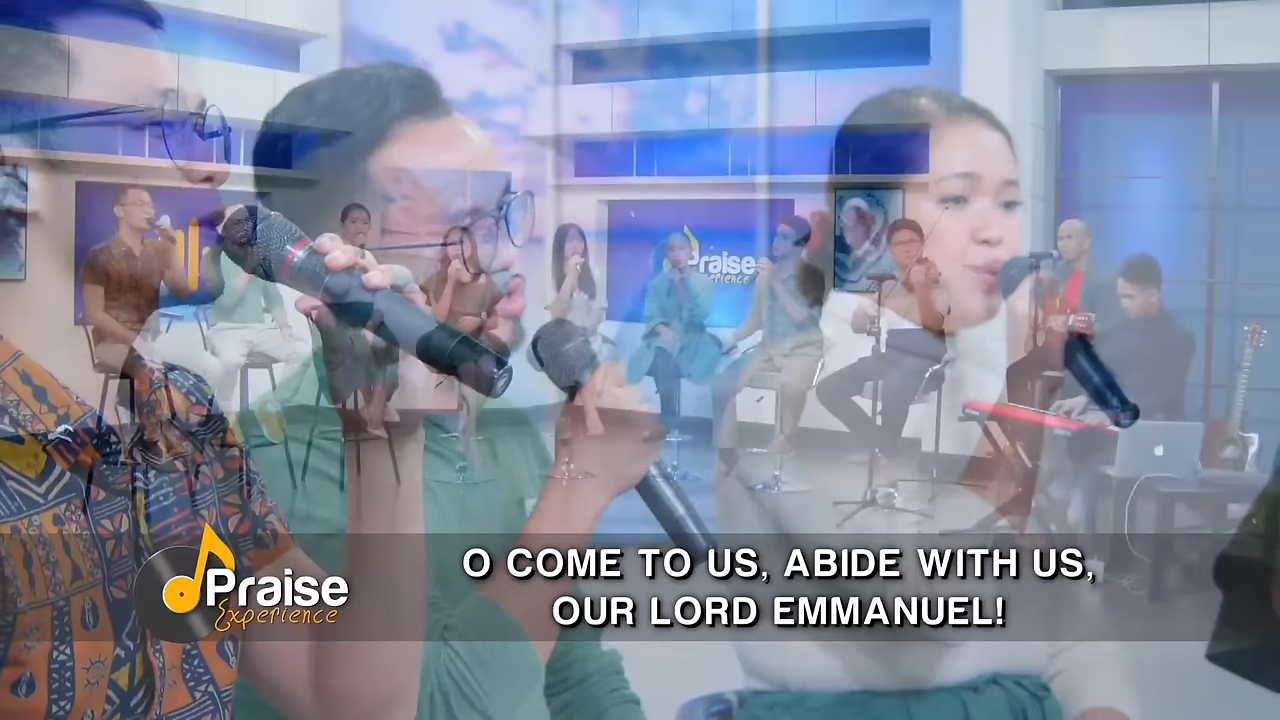 Praise
Experience
Praise
Experience
O COME TO US, ABIDE WITH US,
OUR LORD EMMANUEL!